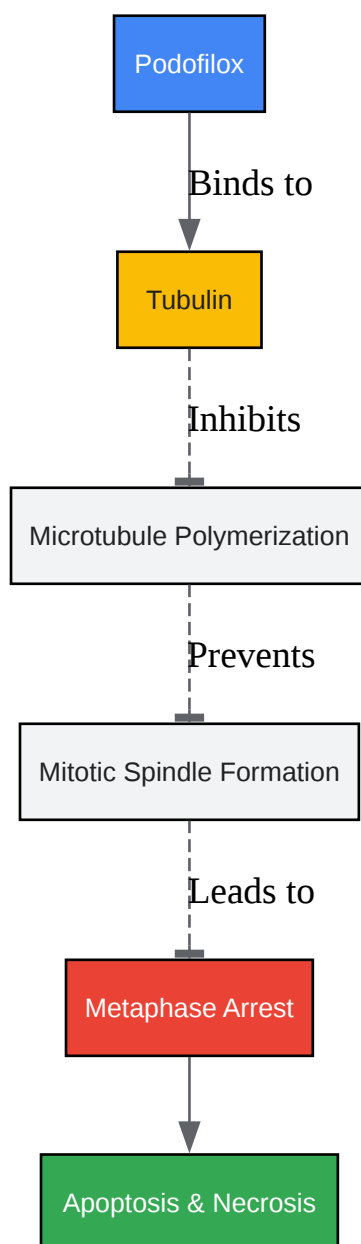 Podofilox
Binds to
Tubulin
Inhibits
Microtubule Polymerization
Prevents
Mitotic Spindle Formation
Leads to
Metaphase Arrest
Apoptosis & Necrosis